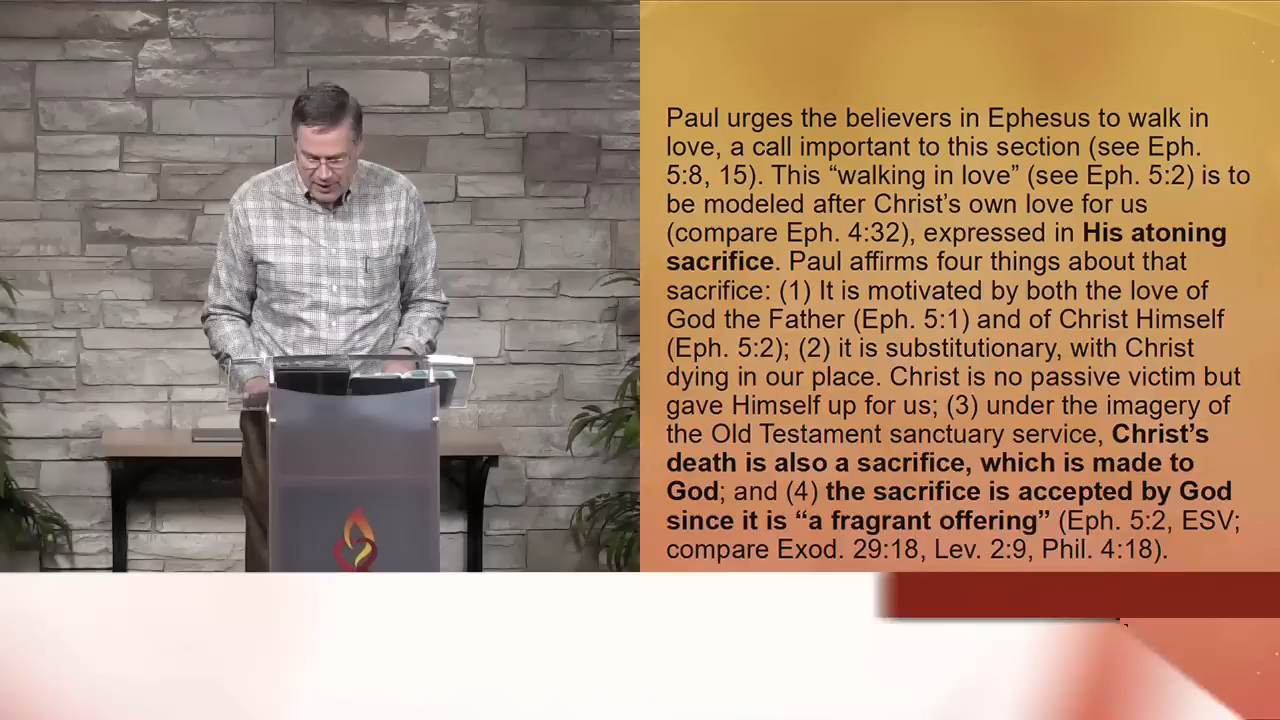 Paul urges the believers in Ephesus to walk in
love, a call important to this section (see Eph.
5:8, 15). This “walking in love” (see Eph. 5:2) is to
be modeled after Christ’s own love for us
(compare Eph. 4:32), expressed in His atoning
sacrifice. Paul affirms four things about that
sacrifice: (1) It is motivated by both the love of
God the Father (Eph. 5:1) and of Christ Himself
(Eph. 5:2); (2) it is substitutionary, with Christ
dying in our place. Christ is no passive victim but
gave Himself up for us; (3) under the imagery of
the Old Testament sanctuary service, Christ’s
death is also a sacrifice, which is made to
God; and (4) the sacrifice is accepted by God
since it is “a fragrant offering” (Eph. 5:2, ESV;
compare Exod. 29:18, Lev. 2:9, Phil. 4:18).